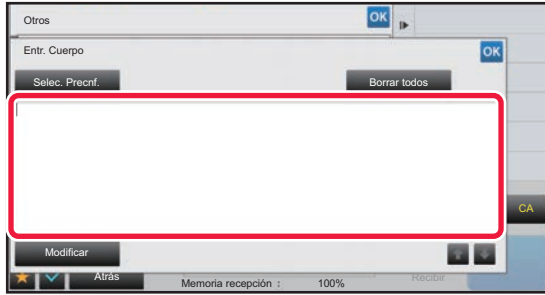 Otros OK
Entr. Cuerpo OK
Selec. Precnf. Borrar todos
CA
Modificar
Atrás Memoria recepción : 100% Recibir